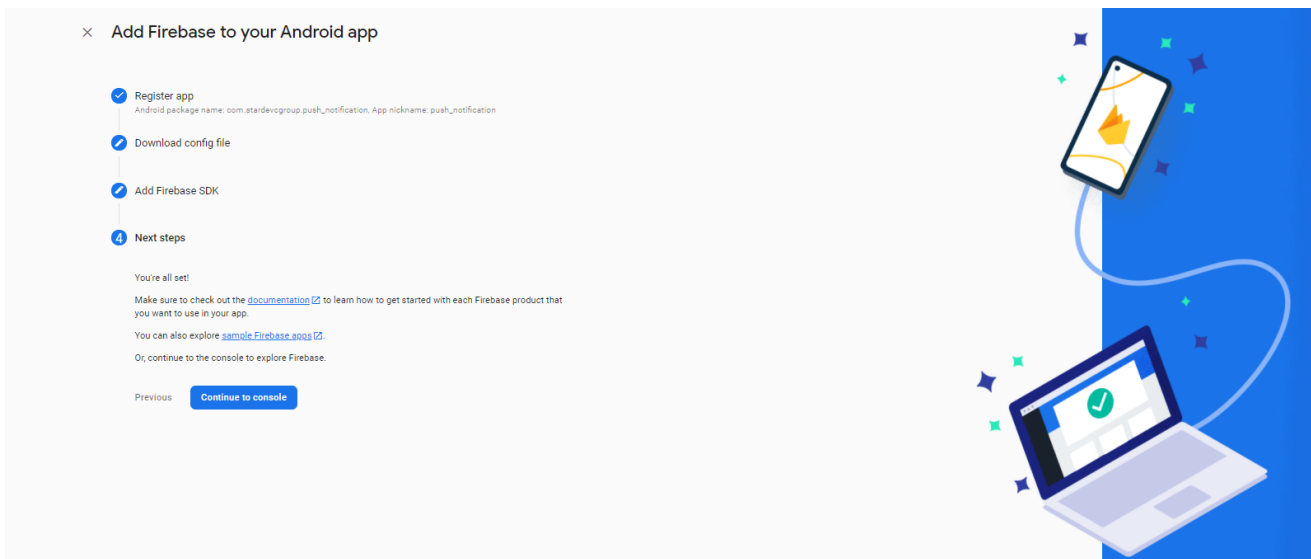 Add Firebase to your Android app
Register app
Android package name: com.stardevcgroup.push_notification, App nickname: push_notification
Download config file
Add Firebase SDK
4 Next steps
You're all set!
Make sure to check out the documentation to learn how to get started with each Firebase product that
you want to use in your app.
You can also explore sample Firebase apps.
Or, continue to the console to explore Firebase.
Previous Continue to console